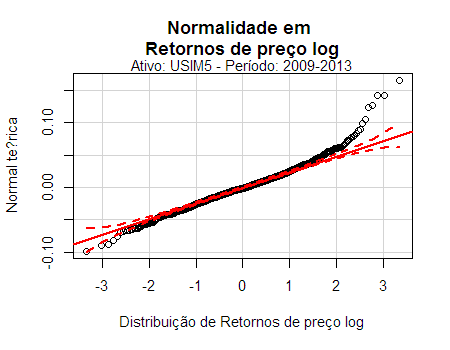 Normalidade em
Retornos de preço log
Ativo: USIM5 - Período: 2009-2013
Normal te?rica
0.10
0.00
-0.10
-3 -2 -1 0 1 2 3
Distribuição de Retornos de preço log